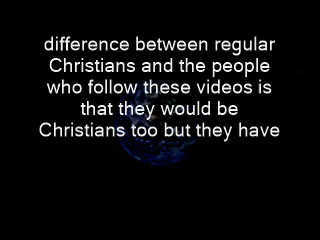 difference between regular
Christians and the people
who follow these videos is
that they would be
Christians too but they have